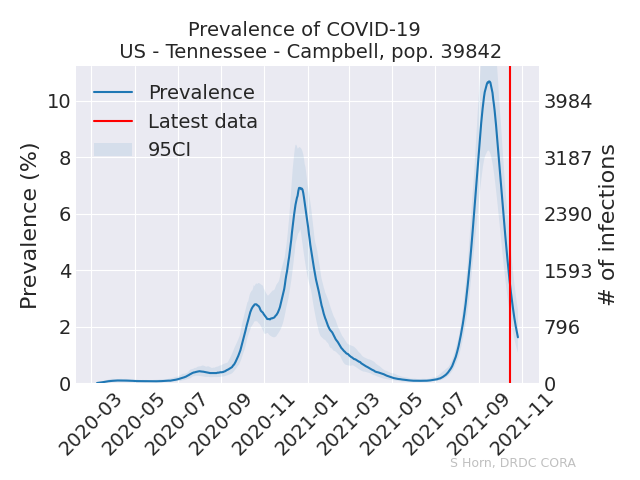 Prevalence of COVID-19
US - Tennessee - Campbell, pop. 39842
Prevalence
Latest data
95CI
Prevalence (%)
10
8
6
4
2
0
3984
3187
2390
1593
796
0
# of infections
2020-03
2020-05
2020-07
2020-09
2020-11
2021-01
2021-03
2021-05
2021-07
2021-09
2021-11
S Horn, DRDC CORA